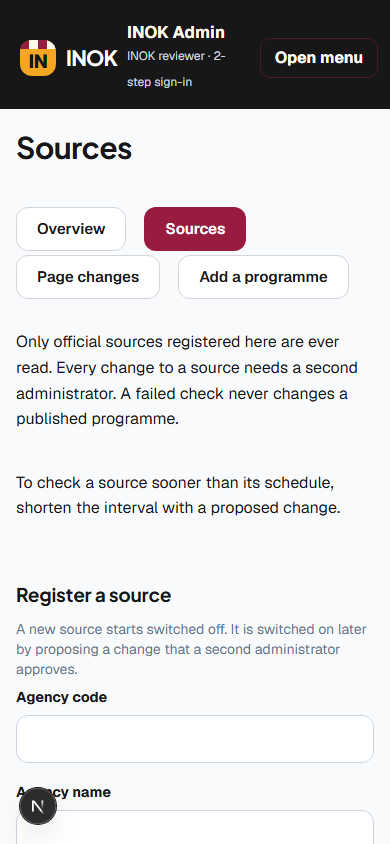 IN INOK
INOK Admin
INOK reviewer · 2-
step sign-in
Open menu
Sources
Overview
Sources
Page changes
Add a programme
Only official sources registered here are ever
read. Every change to a source needs a second
administrator. A failed check never changes a
published programme.
To check a source sooner than its schedule,
shorten the interval with a proposed change.
Register a source
A new source starts switched off. It is switched on later
by proposing a change that a second administrator
approves.
Agency code
name
N